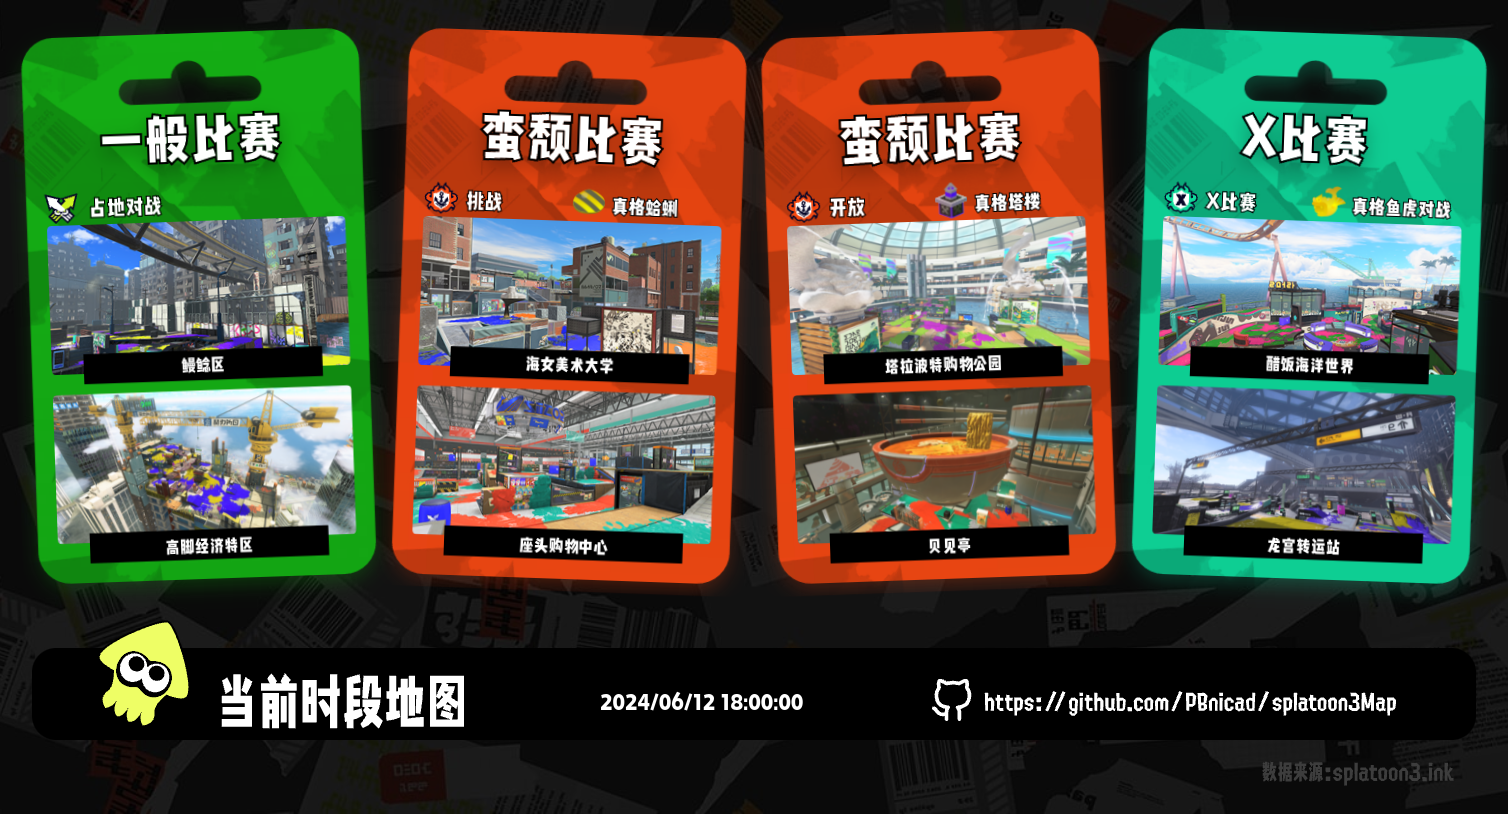 一般比赛
占地对战
鳗鲶区
高脚经济特区
蛮颓比赛
挑战
真格蛤蜊
海女美术大学
座头购物中心
蛮颓比赛
开放
真格塔楼
塔拉波特购物公园
贝见亭
X比赛
X比赛
真格鱼虎对战
醋饭海洋世界
龙宫转运站
当前时段地图
2024/06/12 18:00:00
https://github.com/PBnicad/splatoon3Map
数据来源:splatoon3.ink